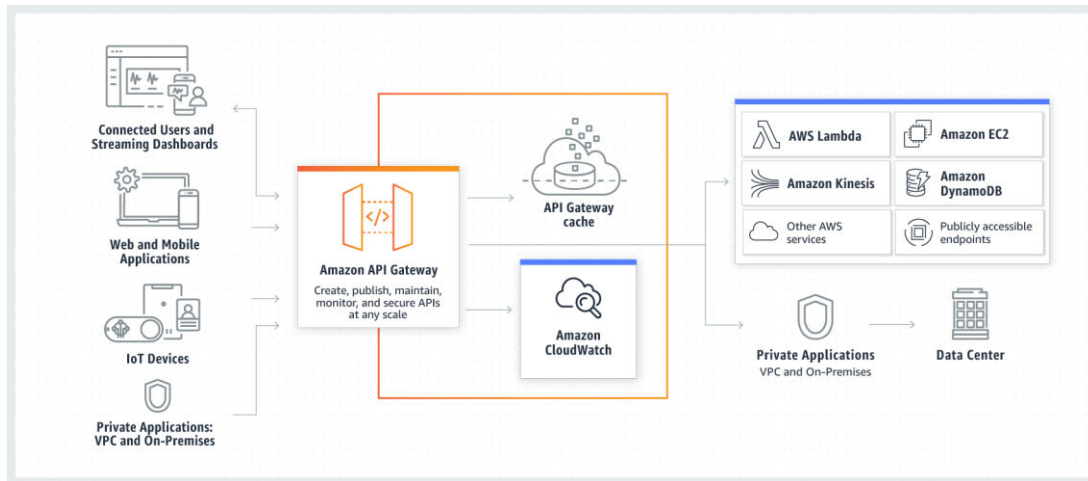 Connected Users and
Streaming Dashboards
Web and Mobile
Applications
IoT Devices
Private Applications:
VPC and On-Premises
</>
Amazon API Gateway
Create, publish, maintain,
monitor, and secure APIs
at any scale
API Gateway
cache
Amazon
CloudWatch
AWS Lambda
Amazon EC2
Amazon Kinesis
Amazon
DynamoDB
Other AWS
services
Publicly accessible
endpoints
Private Applications
VPC and On-Premises
Data Center